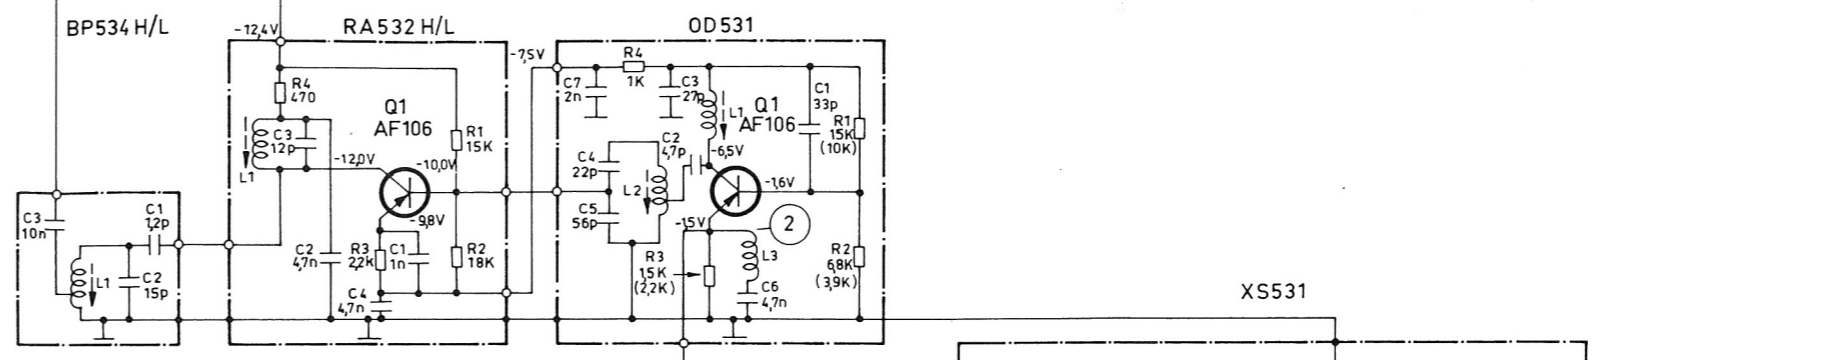 BP534 H/L
C3
10n
L1
C1
1,2p
C2
15p
RA532 H/L
-12,4V
R4
470
L1
C3
12p
Q1
AF106
-12,0V
-10,0V
-9,8V
R1
15K
R2
18K
C2
4,7n
R3
2,2k
C1
1n
C4
4,7n
OD531
-7,5V
C7
2n
R4
1K
C3
27p
L1
Q1
AF106
C1
33p
R1
15K
(10K)
C2
4,7p
-6,5V
C4
22p
L2
C5
56p
-1,6V
-1,5V
2
L3
R3
1,5K
(2,2K)
C6
4,7n
R2
6,8K
(3,9K)
XS531